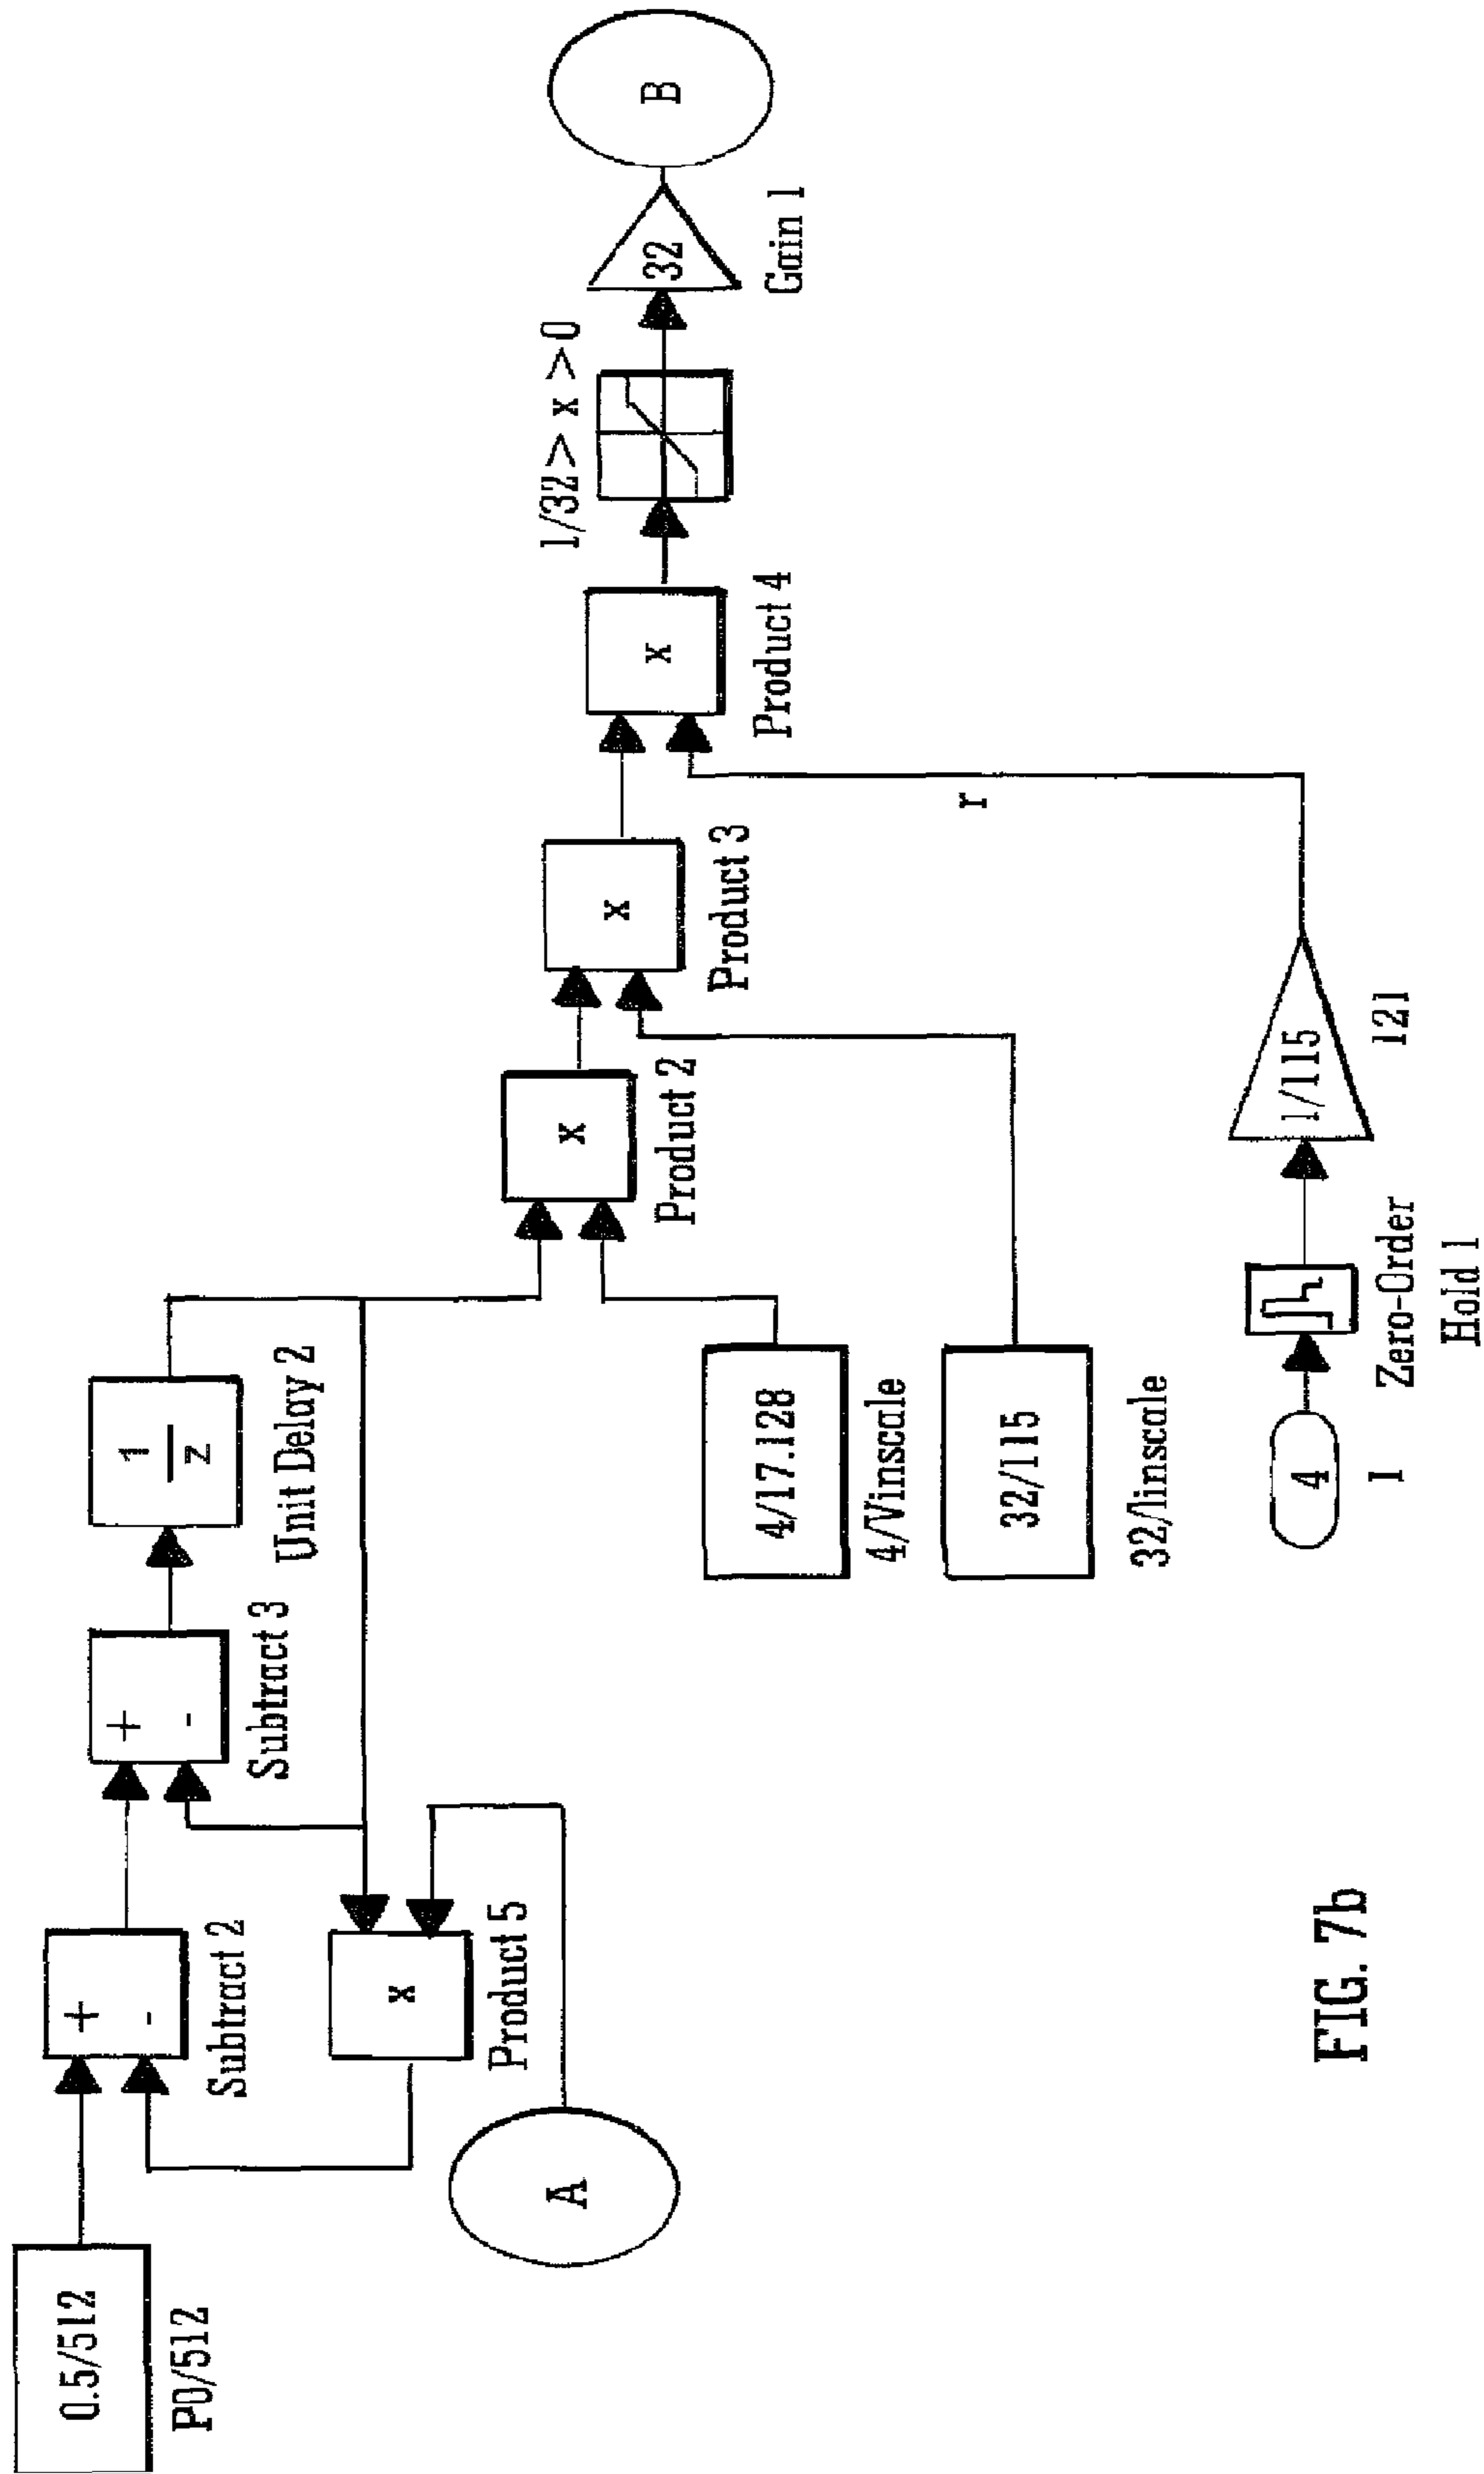 0.5/512
P0/512
+
-
Subtract 2
+
-
Subtract 3
1
z
Unit Delay 2
x
Product 5
A
4/17.128
4/Vinscale
32/115
32/Iinscale
x
Product 2
x
Product 3
x
Product 4
1/32> x >0
32
Gain 1
B
r
4
1
Zero-Order
Hold 1
1/115
121
FIG. 7b